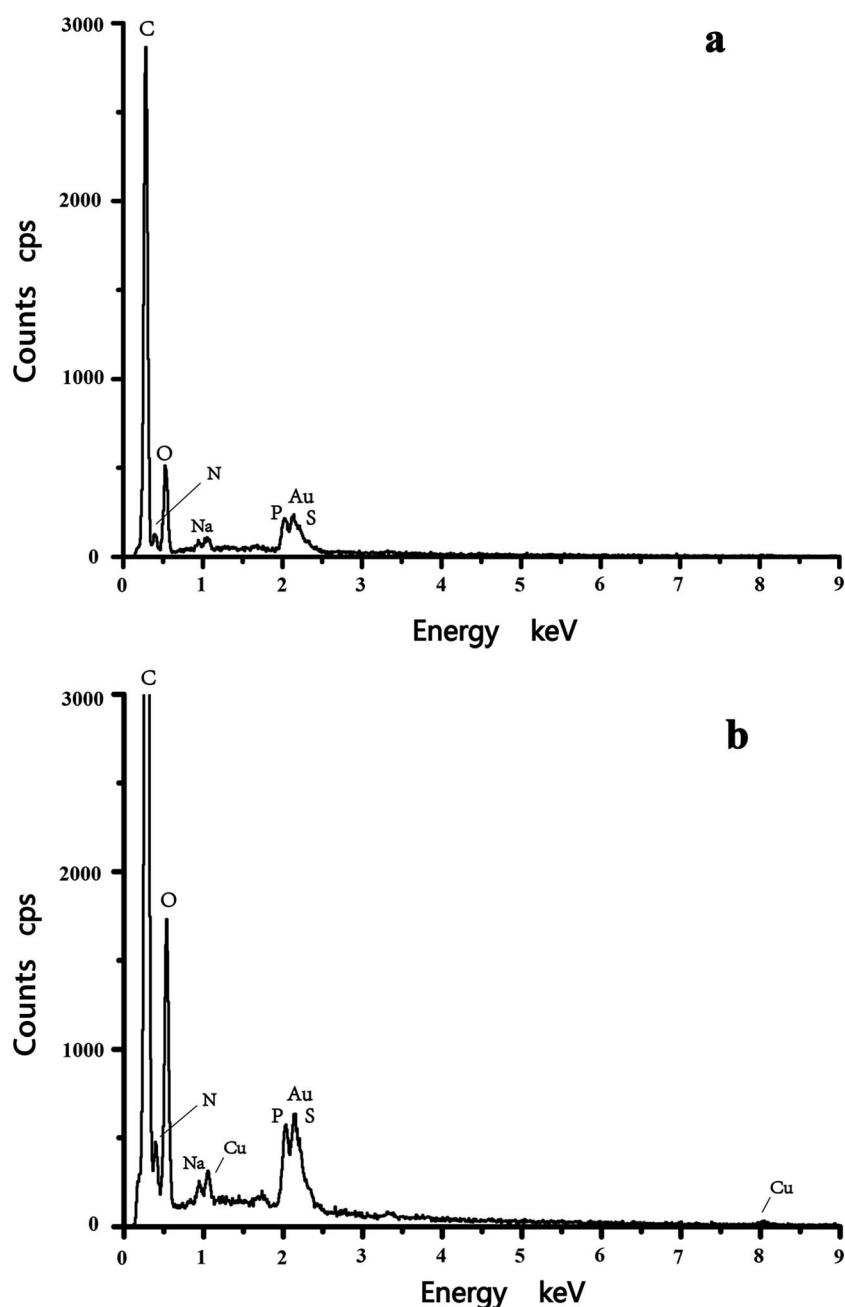 a
3000
C
2000
1000
0
O
N
Na
P
Au
S
Counts cps
0 1 2 3 4 5 6 7 8 9
Energy keV
b
3000
C
2000
1000
0
O
N
Na
Cu
P
Au
S
Cu
Counts cps
0 1 2 3 4 5 6 7 8 9
Energy keV